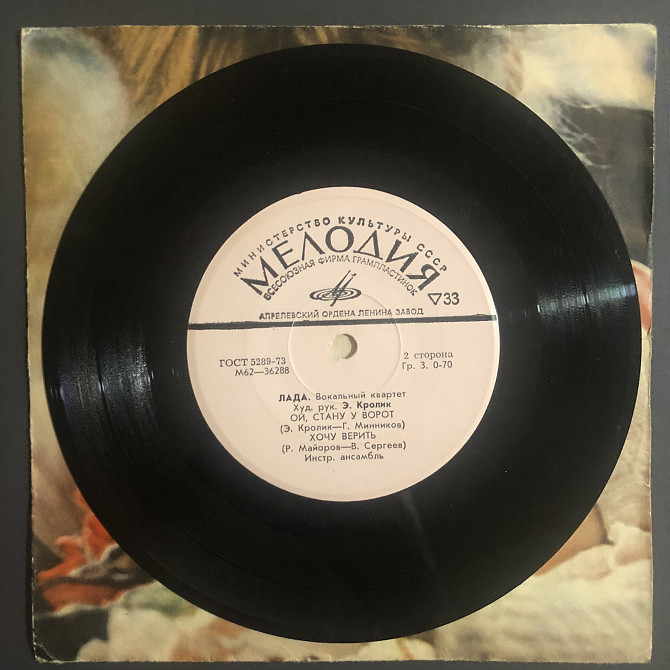 МИНИСТЕРСТВО КУЛЬТУРЫ СССР
МЕЛОДИЯ
ВСЕСОЮЗНАЯ ФИРМА ГРАМПЛАСТИНОК
▽33
АПРЕЛЕВСКИЙ ОРДЕНА ЛЕНИНА ЗАВОД
ГОСТ 5289-73
2 сторона
М62—36288
Гр. 3. 0-70
ЛАДА. Вокальный квартет
Худ. рук. Э. Кролик
ОЙ, СТАНУ У ВОРОТ
(Э. Кролик—Г. Минников)
ХОЧУ ВЕРИТЬ
(Р. Майоров—В. Сергеев)
Инстр. ансамбль